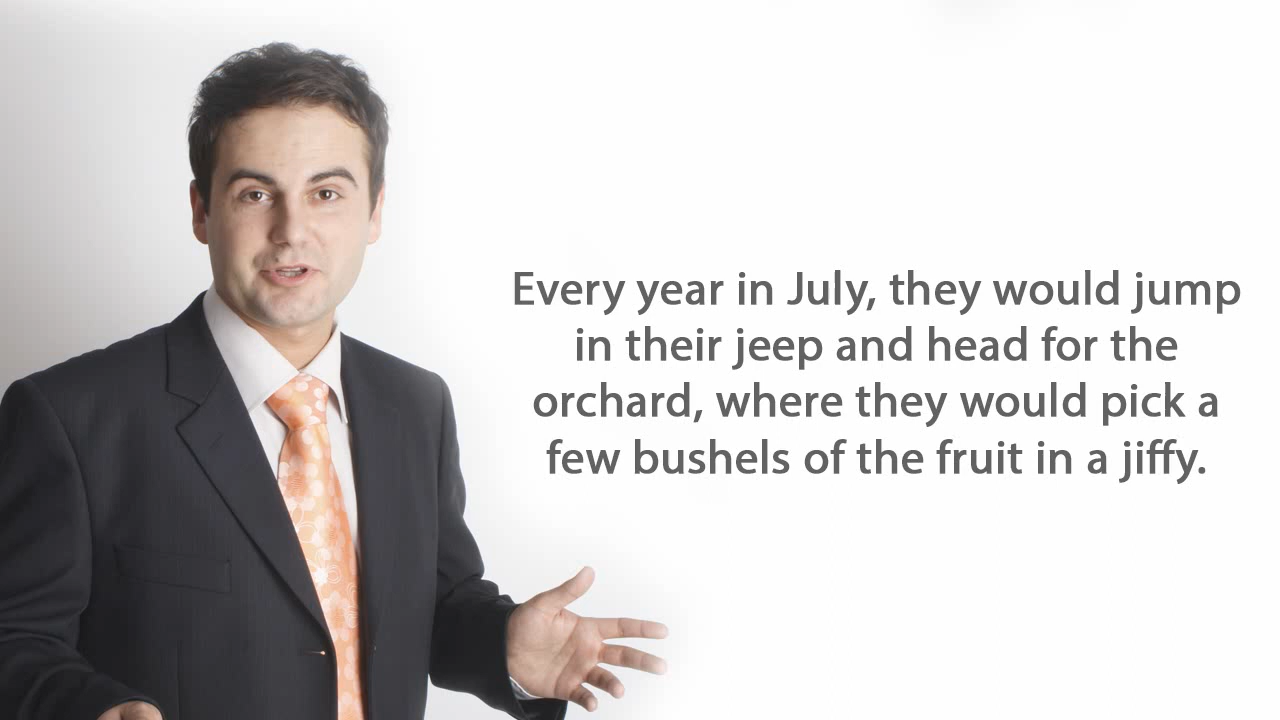 Every year in July, they would jump
in their jeep and head for the
orchard, where they would pick a
few bushels of the fruit in a jiffy.